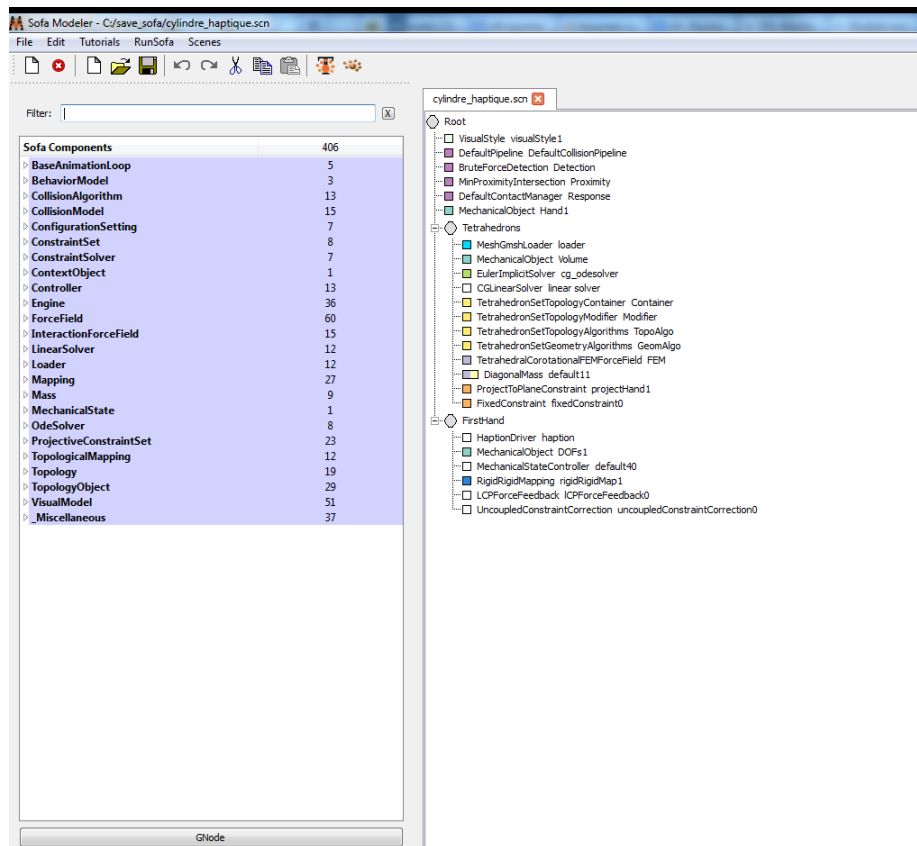 Sofa Modeler - C:/save_sofa/cylindre_haptique.scn
File Edit Tutorials RunSofa Scenes
Filter: X
Sofa Components 406
BaseAnimationLoop 5
BehaviorModel 3
CollisionAlgorithm 13
CollisionModel 15
ConfigurationSetting 7
ConstraintSet 8
ConstraintSolver 7
ContextObject 1
Controller 13
Engine 36
ForceField 60
InteractionForceField 15
LinearSolver 12
Loader 12
Mapping 27
Mass 9
MechanicalState 1
OdeSolver 8
ProjectiveConstraintSet 23
TopologicalMapping 12
Topology 19
TopologyObject 29
VisualModel 51
_Miscellaneous 37
GNode
cylindre_haptique.scn
Root
VisualStyle visualStyle1
DefaultPipeline DefaultCollisionPipeline
BruteForceDetection Detection
MinProximityIntersection Proximity
DefaultContactManager Response
MechanicalObject Hand1
Tetrahedrons
MeshGmshLoader loader
MechanicalObject Volume
EulerImplicitSolver cg_odesolver
CGLinearSolver linear solver
TetrahedronSetTopologyContainer Container
TetrahedronSetTopologyModifier Modifier
TetrahedronSetTopologyAlgorithms TopoAlgo
TetrahedronSetGeometryAlgorithms GeomAlgo
TetrahedralCorotationalFEMForceField FEM
DiagonalMass default11
ProjectToPlaneConstraint projectHand1
FixedConstraint fixedConstraint0
FirstHand
HaptionDriver haption
MechanicalObject DOFs1
MechanicalStateController default40
RigidRigidMapping rigidRigidMap1
LCPForceFeedback lCPForceFeedback0
UncoupledConstraintCorrection uncoupledConstraintCorrection0